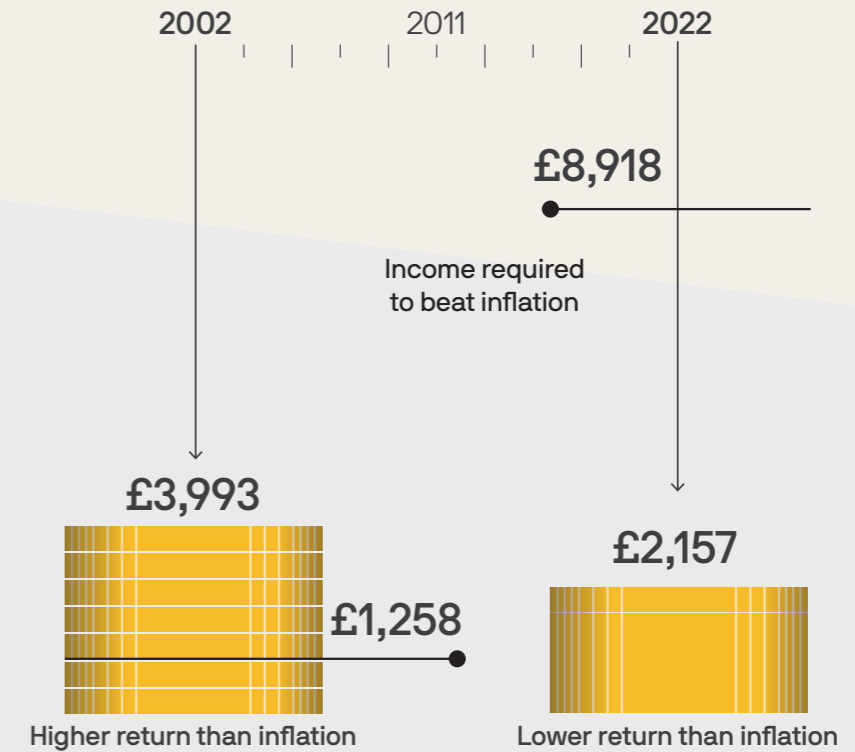 2002 2011 2022
£8,918
Income required
to beat inflation
£3,993
£2,157
£1,258
Higher return than inflation
Lower return than inflation